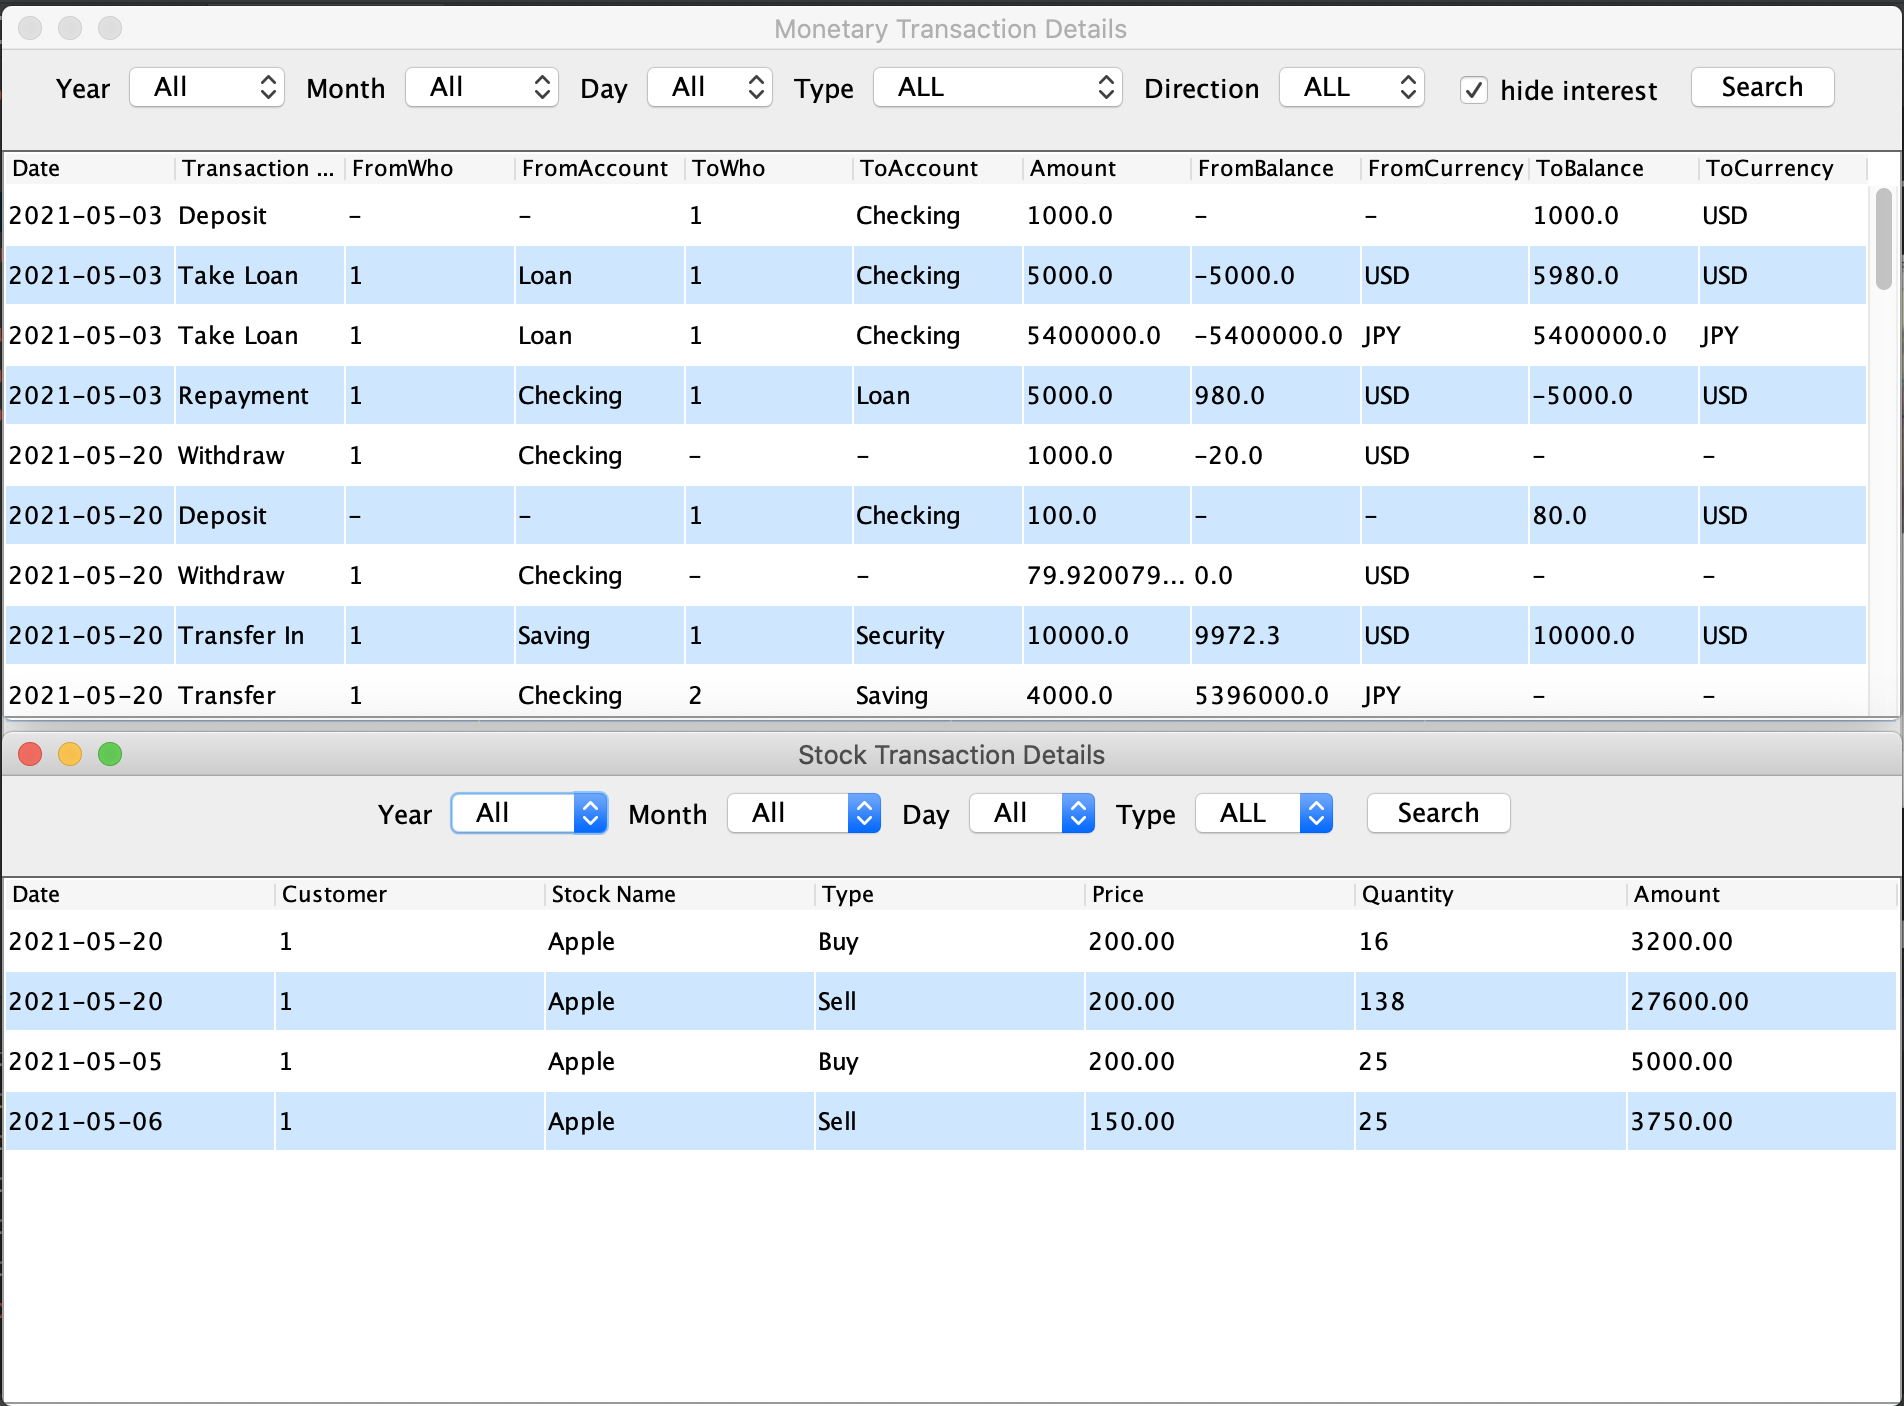 Monetary Transaction Details
Year All Month All Day All Type ALL Direction ALL hide interest Search
Date Transaction ... FromWho FromAccount ToWho ToAccount Amount FromBalance FromCurrency ToBalance ToCurrency
2021-05-03 Deposit - - 1 Checking 1000.0 - - 1000.0 USD
2021-05-03 Take Loan 1 Loan 1 Checking 5000.0 -5000.0 USD 5980.0 USD
2021-05-03 Take Loan 1 Loan 1 Checking 5400000.0 -5400000.0 JPY 5400000.0 JPY
2021-05-03 Repayment 1 Checking 1 Loan 5000.0 980.0 USD -5000.0 USD
2021-05-20 Withdraw 1 Checking - - 1000.0 -20.0 USD - -
2021-05-20 Deposit - - 1 Checking 100.0 - - 80.0 USD
2021-05-20 Withdraw 1 Checking - - 79.920079... 0.0 USD - -
2021-05-20 Transfer In 1 Saving 1 Security 10000.0 9972.3 USD 10000.0 USD
2021-05-20 Transfer 1 Checking 2 Saving 4000.0 5396000.0 JPY - -
Stock Transaction Details
Year All Month All Day All Type ALL Search
Date Customer Stock Name Type Price Quantity Amount
2021-05-20 1 Apple Buy 200.00 16 3200.00
2021-05-20 1 Apple Sell 200.00 138 27600.00
2021-05-05 1 Apple Buy 200.00 25 5000.00
2021-05-06 1 Apple Sell 150.00 25 3750.00